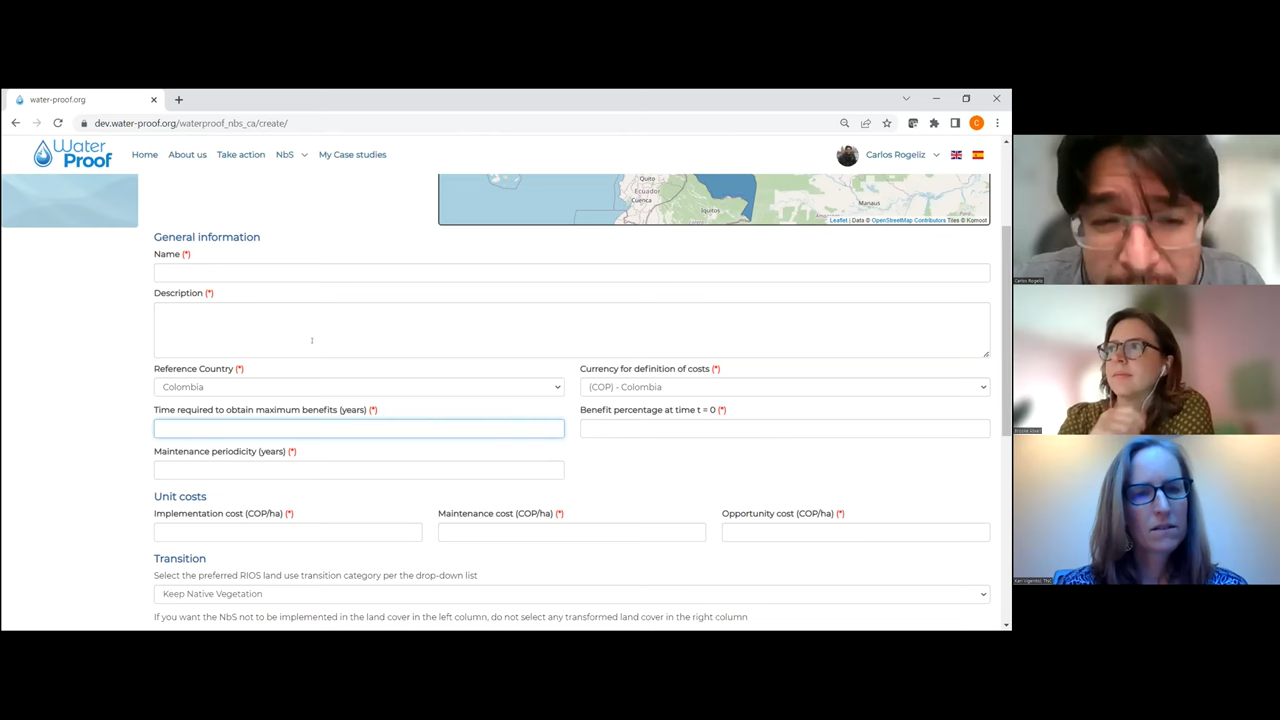 water-proof.org
dev.water-proof.org/waterproof_nbs_ca/create/
Water Proof
Home About us Take action NbS My Case studies
Carlos Rogeliz
Quito
Ecuador
Cuenca
Iquitos
Manaus
Leaflet | Data © OpenStreetMap Contributors Tiles © Komoot
General information
Name (*)
Description (*)
Reference Country (*) Currency for definition of costs (*)
Colombia (COP) - Colombia
Time required to obtain maximum benefits (years) (*) Benefit percentage at time t = 0 (*)
Maintenance periodicity (years) (*)
Unit costs
Implementation cost (COP/ha) (*) Maintenance cost (COP/ha) (*) Opportunity cost (COP/ha) (*)
Transition
Select the preferred RIOS land use transition category per the drop-down list
Keep Native Vegetation
If you want the NbS not to be implemented in the land cover in the left column, do not select any transformed land cover in the right column
Carlos Rogeliz